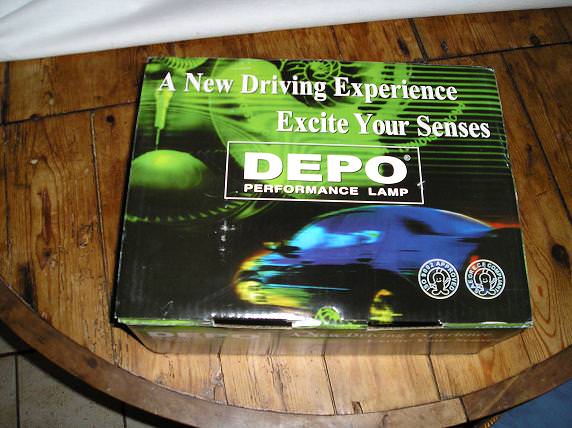 A New Driving Experience
Excite Your Senses
DEPO®
PERFORMANCE LAMP